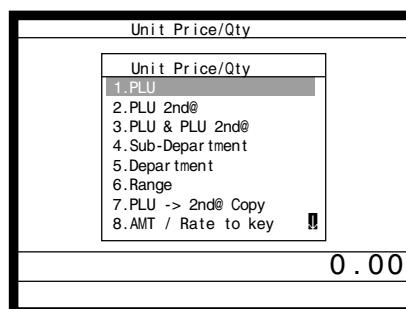 Unit Price/Qty
Unit Price/Qty
1.PLU
2.PLU 2nd@
3.PLU & PLU 2nd@
4.Sub-Department
5.Department
6.Range
7.PLU -> 2nd@ Copy
8.AMT / Rate to key
0.00